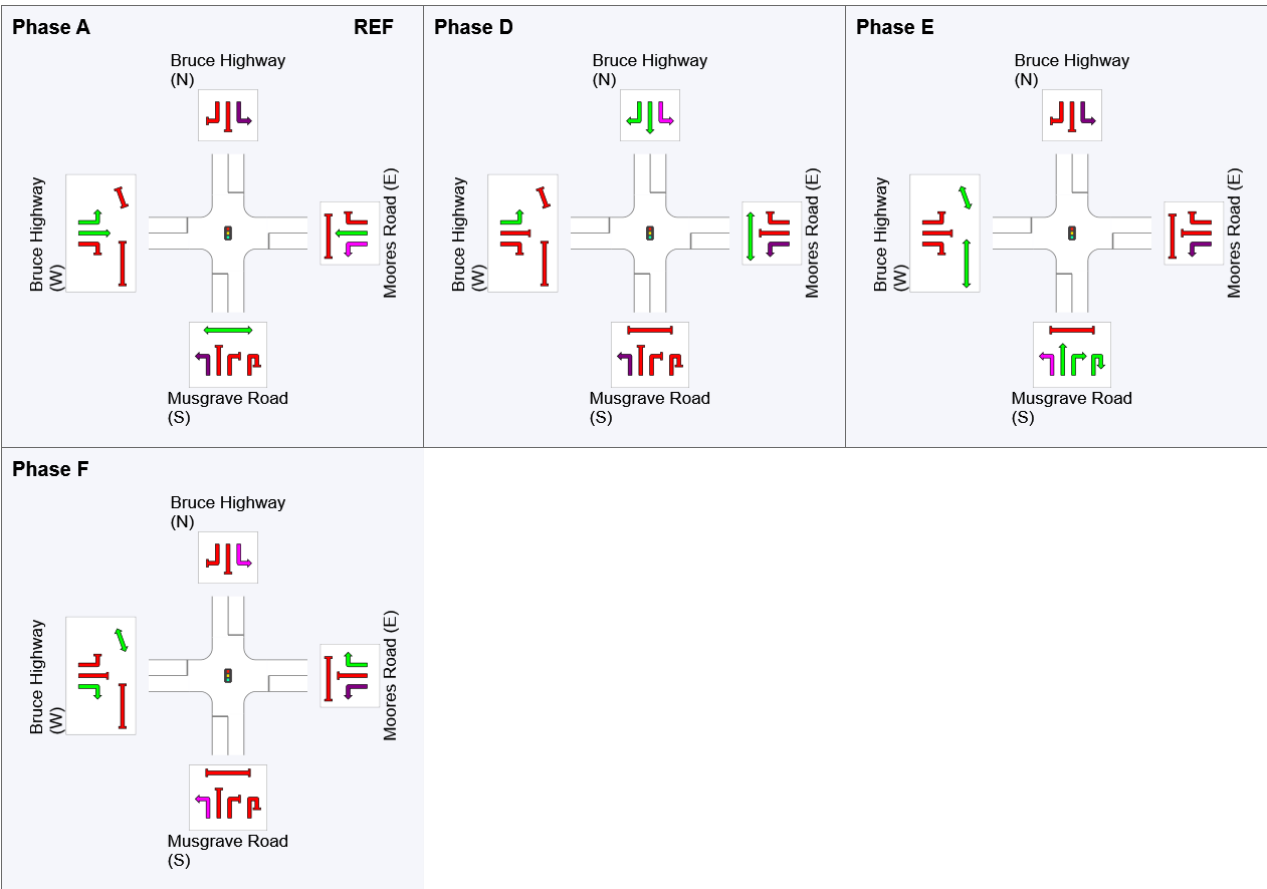 Phase A
REF
Bruce Highway
(N)
Bruce Highway
(W)
Moores Road (E)
Musgrave Road
(S)
Phase D
Bruce Highway
(N)
Bruce Highway
(W)
Moores Road (E)
Musgrave Road
(S)
Phase E
Bruce Highway
(N)
Bruce Highway
(W)
Moores Road (E)
Musgrave Road
(S)
Phase F
Bruce Highway
(N)
Bruce Highway
(W)
Moores Road (E)
Musgrave Road
(S)